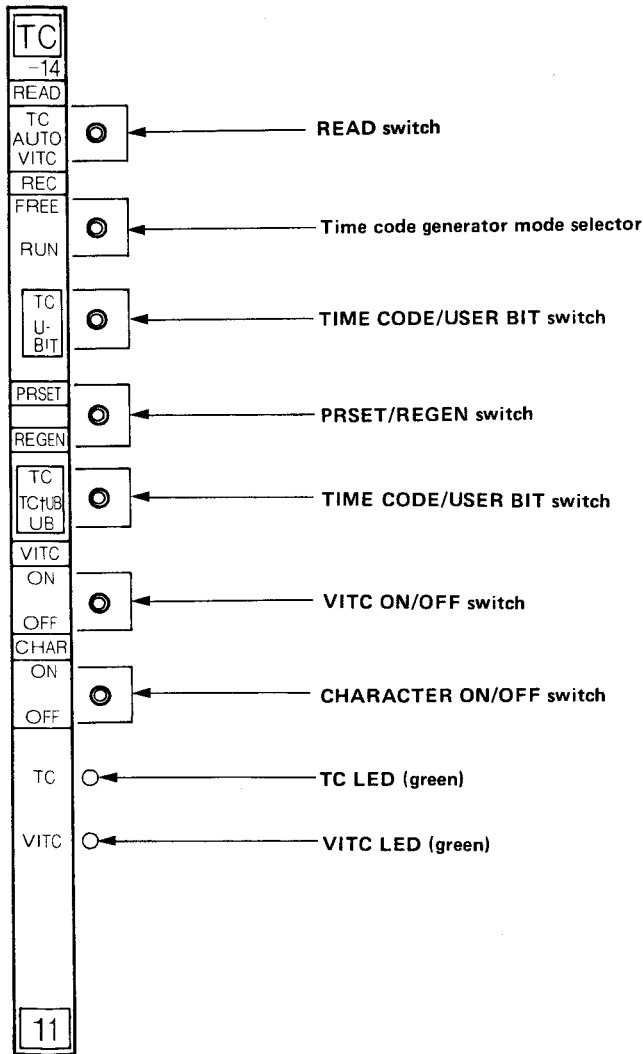 TC
-14
READ
TC
AUTO
VITC
READ switch
REC
FREE
RUN
Time code generator mode selector
TC
U-
BIT
TIME CODE/USER BIT switch
PRSET
REGEN
PRSET/REGEN switch
TC
TC†UB
UB
TIME CODE/USER BIT switch
VITC
ON
OFF
VITC ON/OFF switch
CHAR
ON
OFF
CHARACTER ON/OFF switch
TC
TC LED (green)
VITC
VITC LED (green)
11